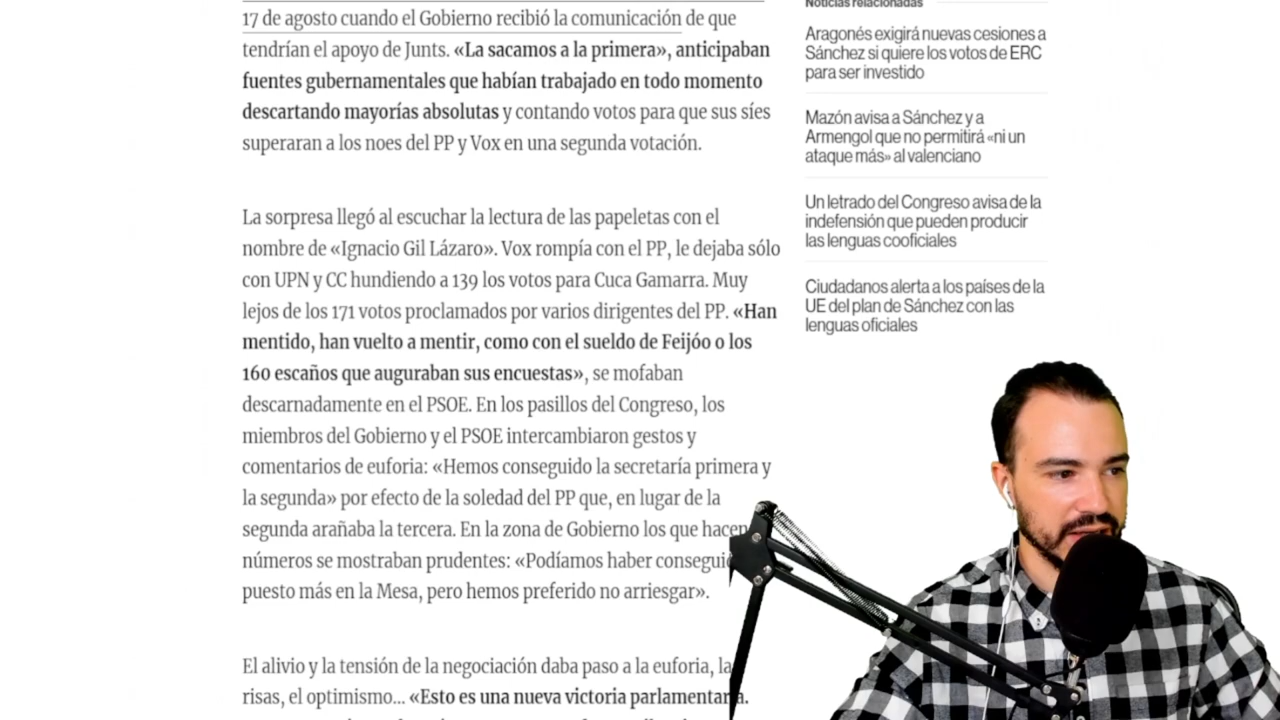 17 de agosto cuando el Gobierno recibió la comunicación de que
tendrían el apoyo de Junts. «La sacamos a la primera», anticipaban
fuentes gubernamentales que habían trabajado en todo momento
descartando mayorías absolutas y contando votos para que sus síes
superaran a los noes del PP y Vox en una segunda votación.
La sorpresa llegó al escuchar la lectura de las papeletas con el
nombre de «Ignacio Gil Lázaro». Vox rompía con el PP, le dejaba sólo
con UPN y CC hundiendo a 139 los votos para Cuca Gamarra. Muy
lejos de los 171 votos proclamados por varios dirigentes del PP. «Han
mentido, han vuelto a mentir, como con el sueldo de Feijóo o los
160 escaños que auguraban sus encuestas», se mofaban
descarnadamente en el PSOE. En los pasillos del Congreso, los
miembros del Gobierno y el PSOE intercambiaron gestos y
comentarios de euforia: «Hemos conseguido la secretaría primera y
la segunda» por efecto de la soledad del PP que, en lugar de la
segunda arañaba la tercera. En la zona de Gobierno los que hacen
números se mostraban prudentes: «Podíamos haber
puesto más en la Mesa, pero hemos preferido no arriesgar».
El alivio y la tensión de la negociación daba paso a la euforia, la
risas, el optimismo... «Esto es una nueva victoria parlamentaria.
Noticias relacionadas
Aragonés exigirá nuevas cesiones a
Sánchez si quiere los votos de ERC
para ser investido
Mazón avisa a Sánchez y a
Armengol que no permitirá «ni un
ataque más» al valenciano
Un letrado del Congreso avisa de la
indefensión que pueden producir
las lenguas cooficiales
Ciudadanos alerta a los países de la
UE del plan de Sánchez con las
lenguas oficiales